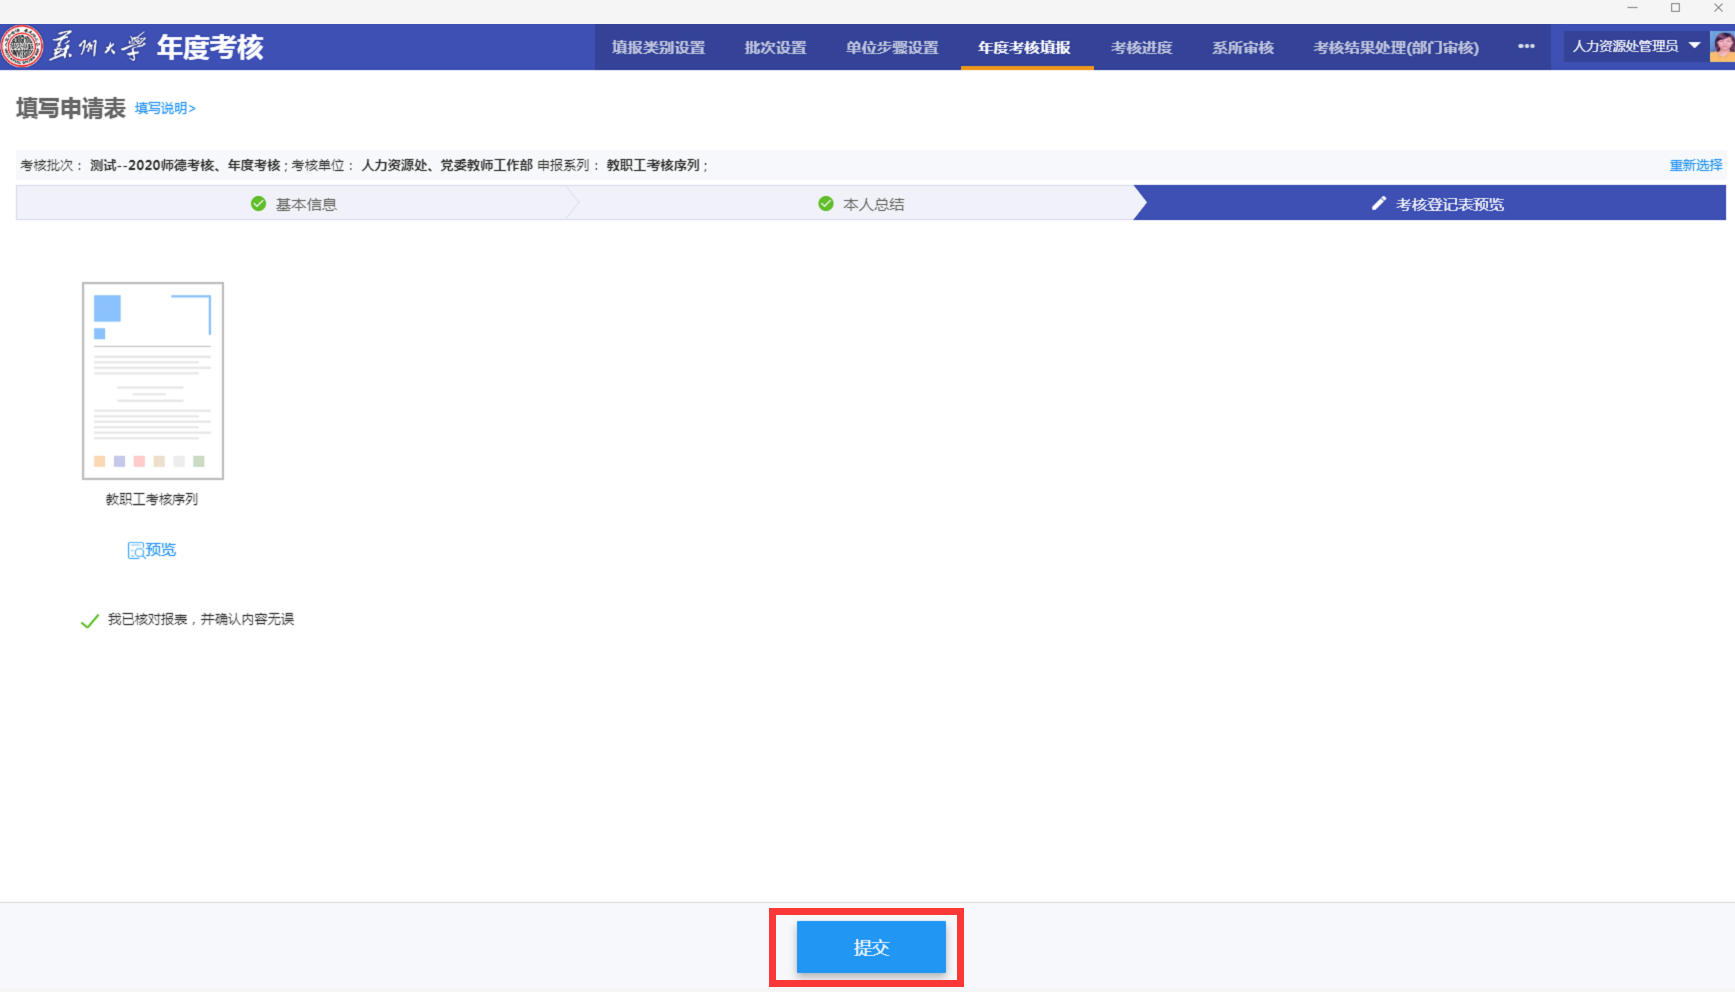 苏州大学 年度考核
填报类别设置 批次设置 单位步骤设置 年度考核填报 考核进度 系所审核 考核结果处理(部门审核) ••• 人力资源处管理员
填写申请表 填写说明>
考核批次： 测试--2020师德考核、年度考核 ; 考核单位： 人力资源处、党委教师工作部 申报系列： 教职工考核序列 ; 重新选择
基本信息 本人总结 考核登记表预览
教职工考核序列
预览
我已核对报表，并确认内容无误
提交